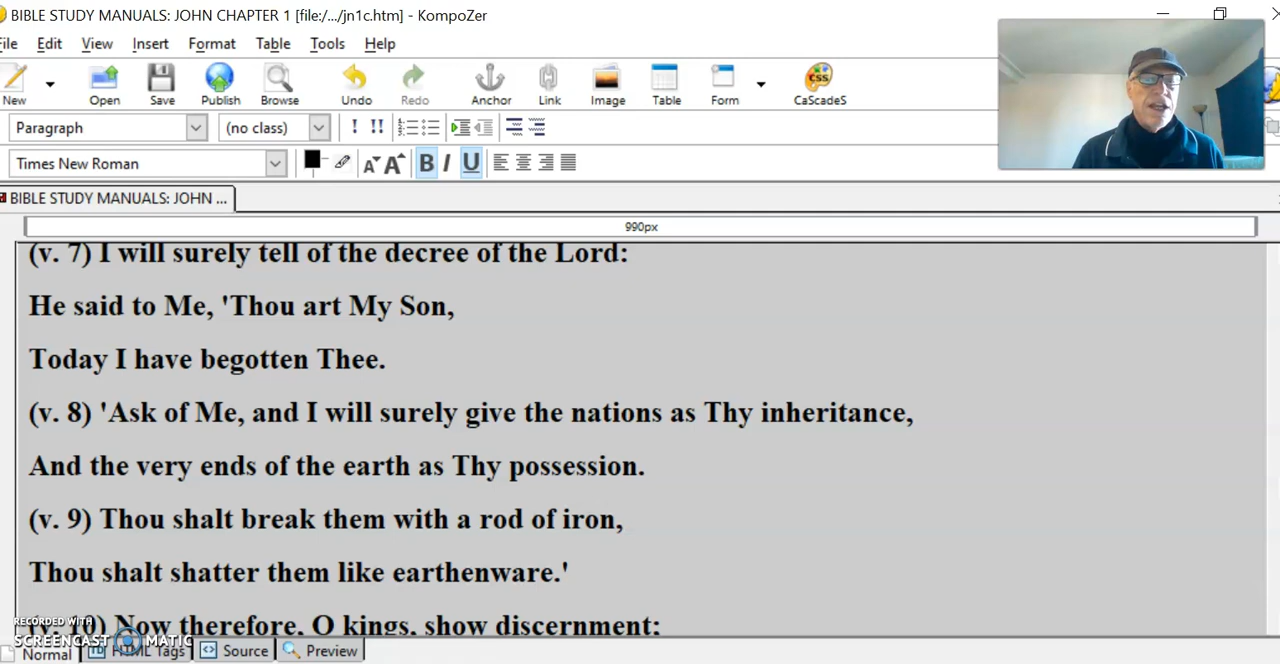 BIBLE STUDY MANUALS: JOHN CHAPTER 1 [file:/.../jn1c.htm] - KompoZer
File Edit View Insert Format Table Tools Help
New Open Save Publish Browse Undo Redo Anchor Link Image Table Form CaScadeS
Paragraph (no class) ! !!
Times New Roman B I U
BIBLE STUDY MANUALS: JOHN ...
990px
(v. 7) I will surely tell of the decree of the Lord:
He said to Me, 'Thou art My Son,
Today I have begotten Thee.
(v. 8) 'Ask of Me, and I will surely give the nations as Thy inheritance,
And the very ends of the earth as Thy possession.
(v. 9) Thou shalt break them with a rod of iron,
Thou shalt shatter them like earthenware.'
(v. 10) Now therefore, O kings, show discernment;
RECORDED WITH
SCREENCAST MATIC
Normal HTML Tags Source Preview